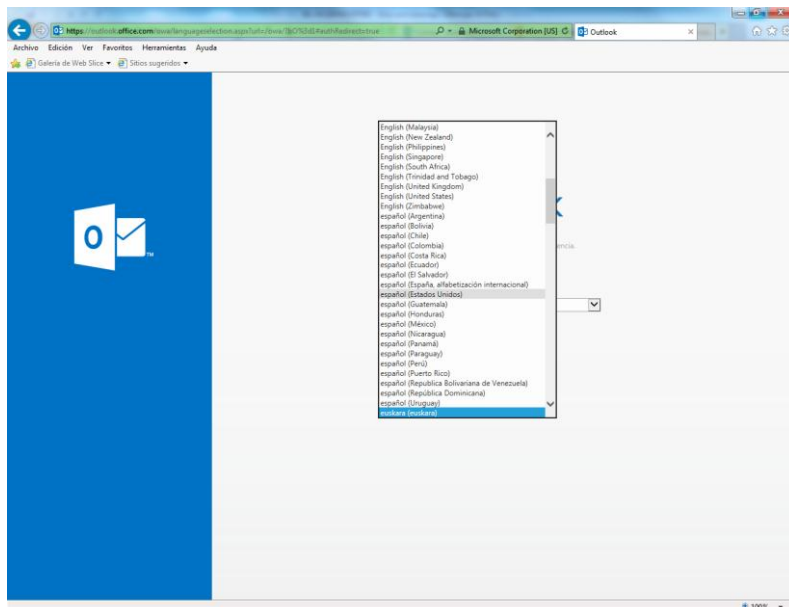 https://outlook.office.com/owa/languageselection.aspx?url=/owa/?bO%3d1#authRedirect=true
Microsoft Corporation [US]
Outlook
Archivo Edición Ver Favoritos Herramientas Ayuda
Galería de Web Slice
Sitios sugeridos
English (Malaysia)
English (New Zealand)
English (Philippines)
English (Singapore)
English (South Africa)
English (Trinidad and Tobago)
English (United Kingdom)
English (United States)
English (Zimbabwe)
español (Argentina)
español (Bolivia)
español (Chile)
español (Colombia)
español (Costa Rica)
español (Ecuador)
español (El Salvador)
español (España, alfabetización internacional)
español (Estados Unidos)
español (Guatemala)
español (Honduras)
español (México)
español (Nicaragua)
español (Panamá)
español (Paraguay)
español (Perú)
español (Puerto Rico)
español (Republica Bolivariana de Venezuela)
español (República Dominicana)
español (Uruguay)
euskara (euskara)
encia.
O
TM
100%